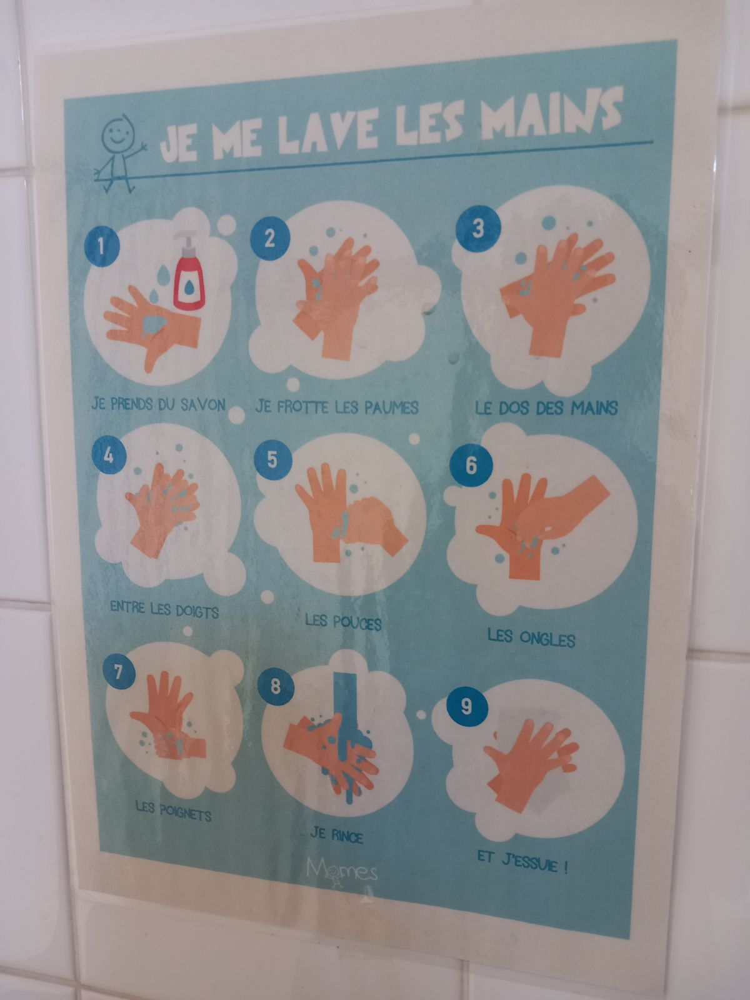 JE ME LAVE LES MAINS
1
2
3
JE PRENDS DU SAVON
JE FROTTE LES PAUMES
LE DOS DES MAINS
4
5
6
ENTRE LES DOIGTS
LES POUCES
LES ONGLES
7
8
9
LES POIGNETS
JE RINCE
ET J'ESSUIE !
Momes